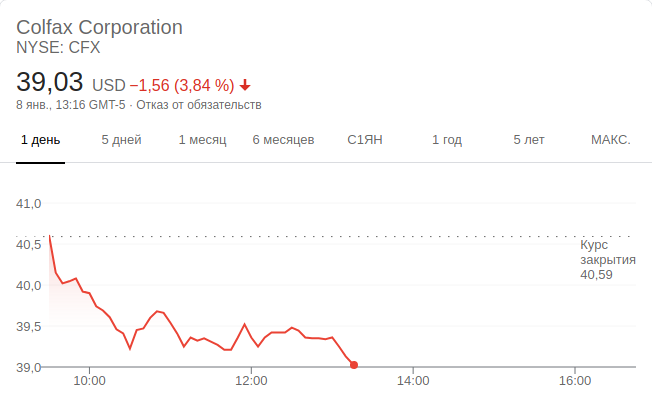 Colfax Corporation
NYSE: CFX
39,03 USD −1,56 (3,84 %)
8 янв., 13:16 GMT-5 · Отказ от обязательств
1 день 5 дней 1 месяц 6 месяцев С1ЯН 1 год 5 лет МАКС.
41,0
40,5
40,0
39,5
39,0
Курс
закрытия
40,59
10:00 12:00 14:00 16:00